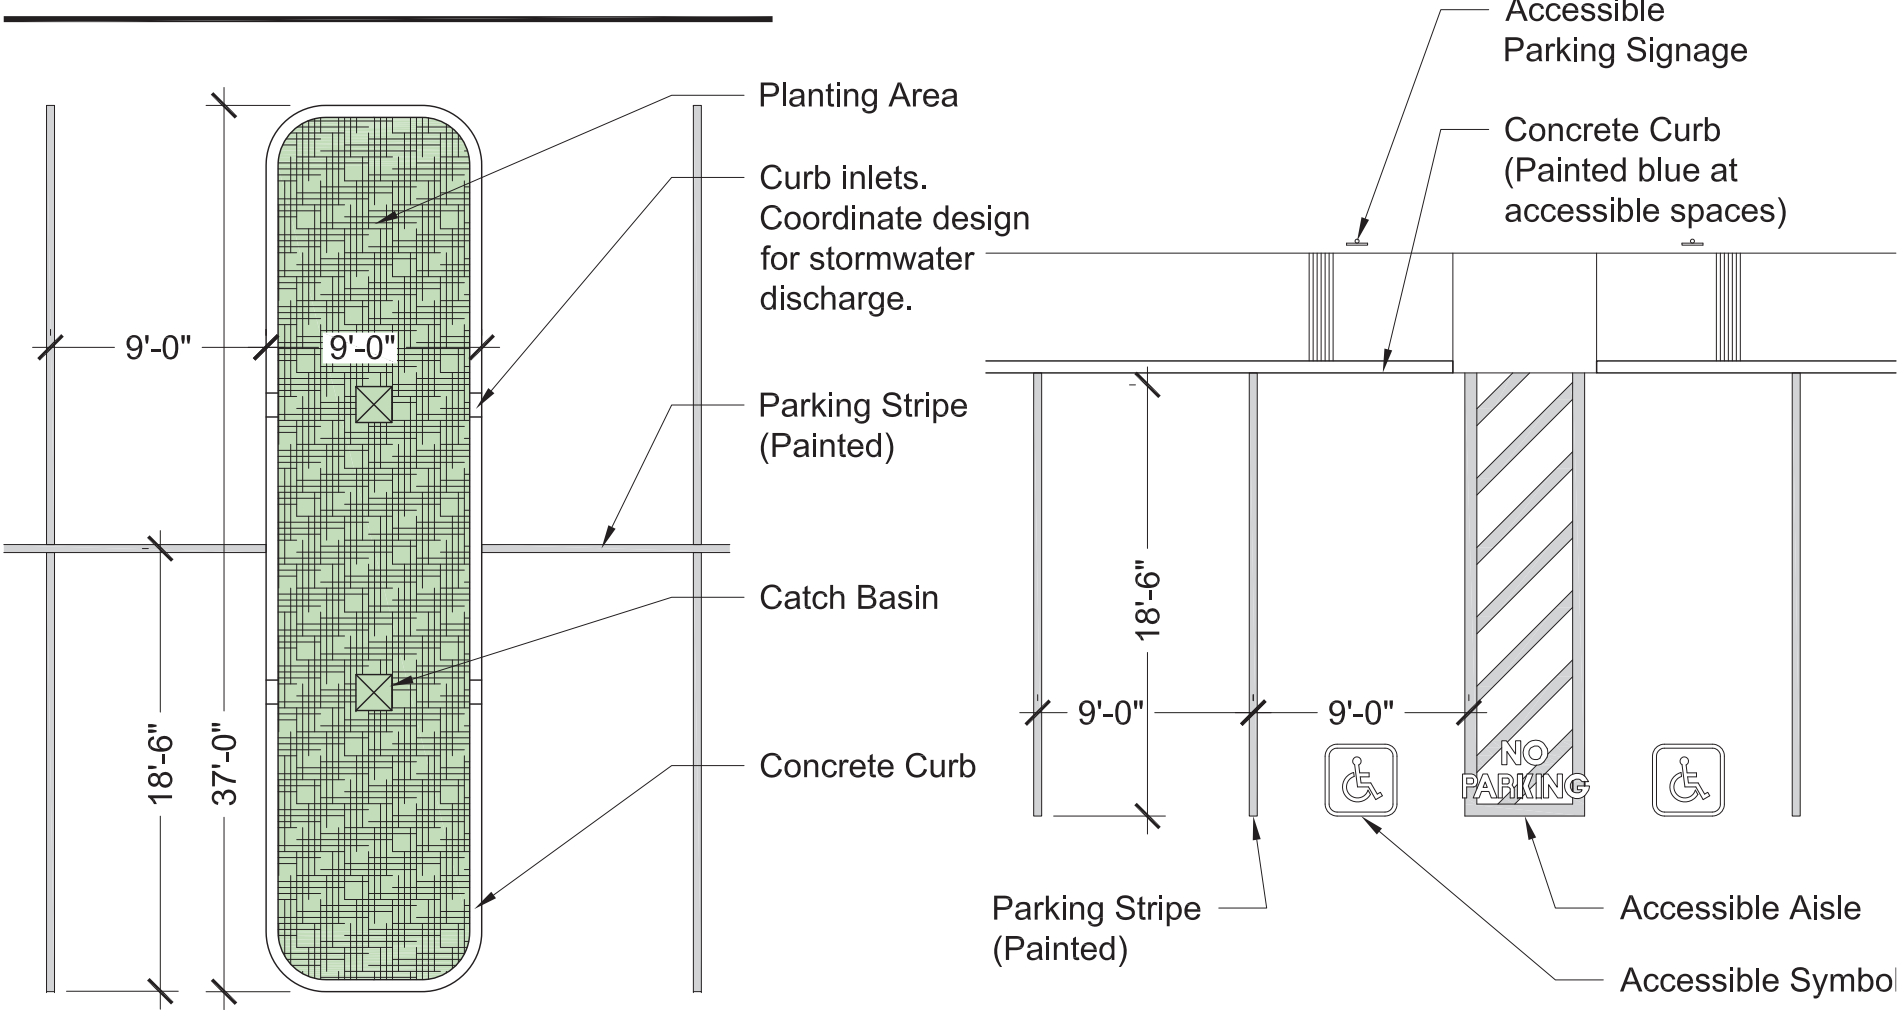 Planting Area
Curb inlets.
Coordinate design
for stormwater
discharge.
9'-0"
9'-0"
Parking Stripe
(Painted)
Catch Basin
18'-6"
37'-0"
Concrete Curb
Accessible
Parking Signage
Concrete Curb
(Painted blue at
accessible spaces)
18'-6"
9'-0"
9'-0"
NO
PARKING
Parking Stripe
(Painted)
Accessible Aisle
Accessible Symbol